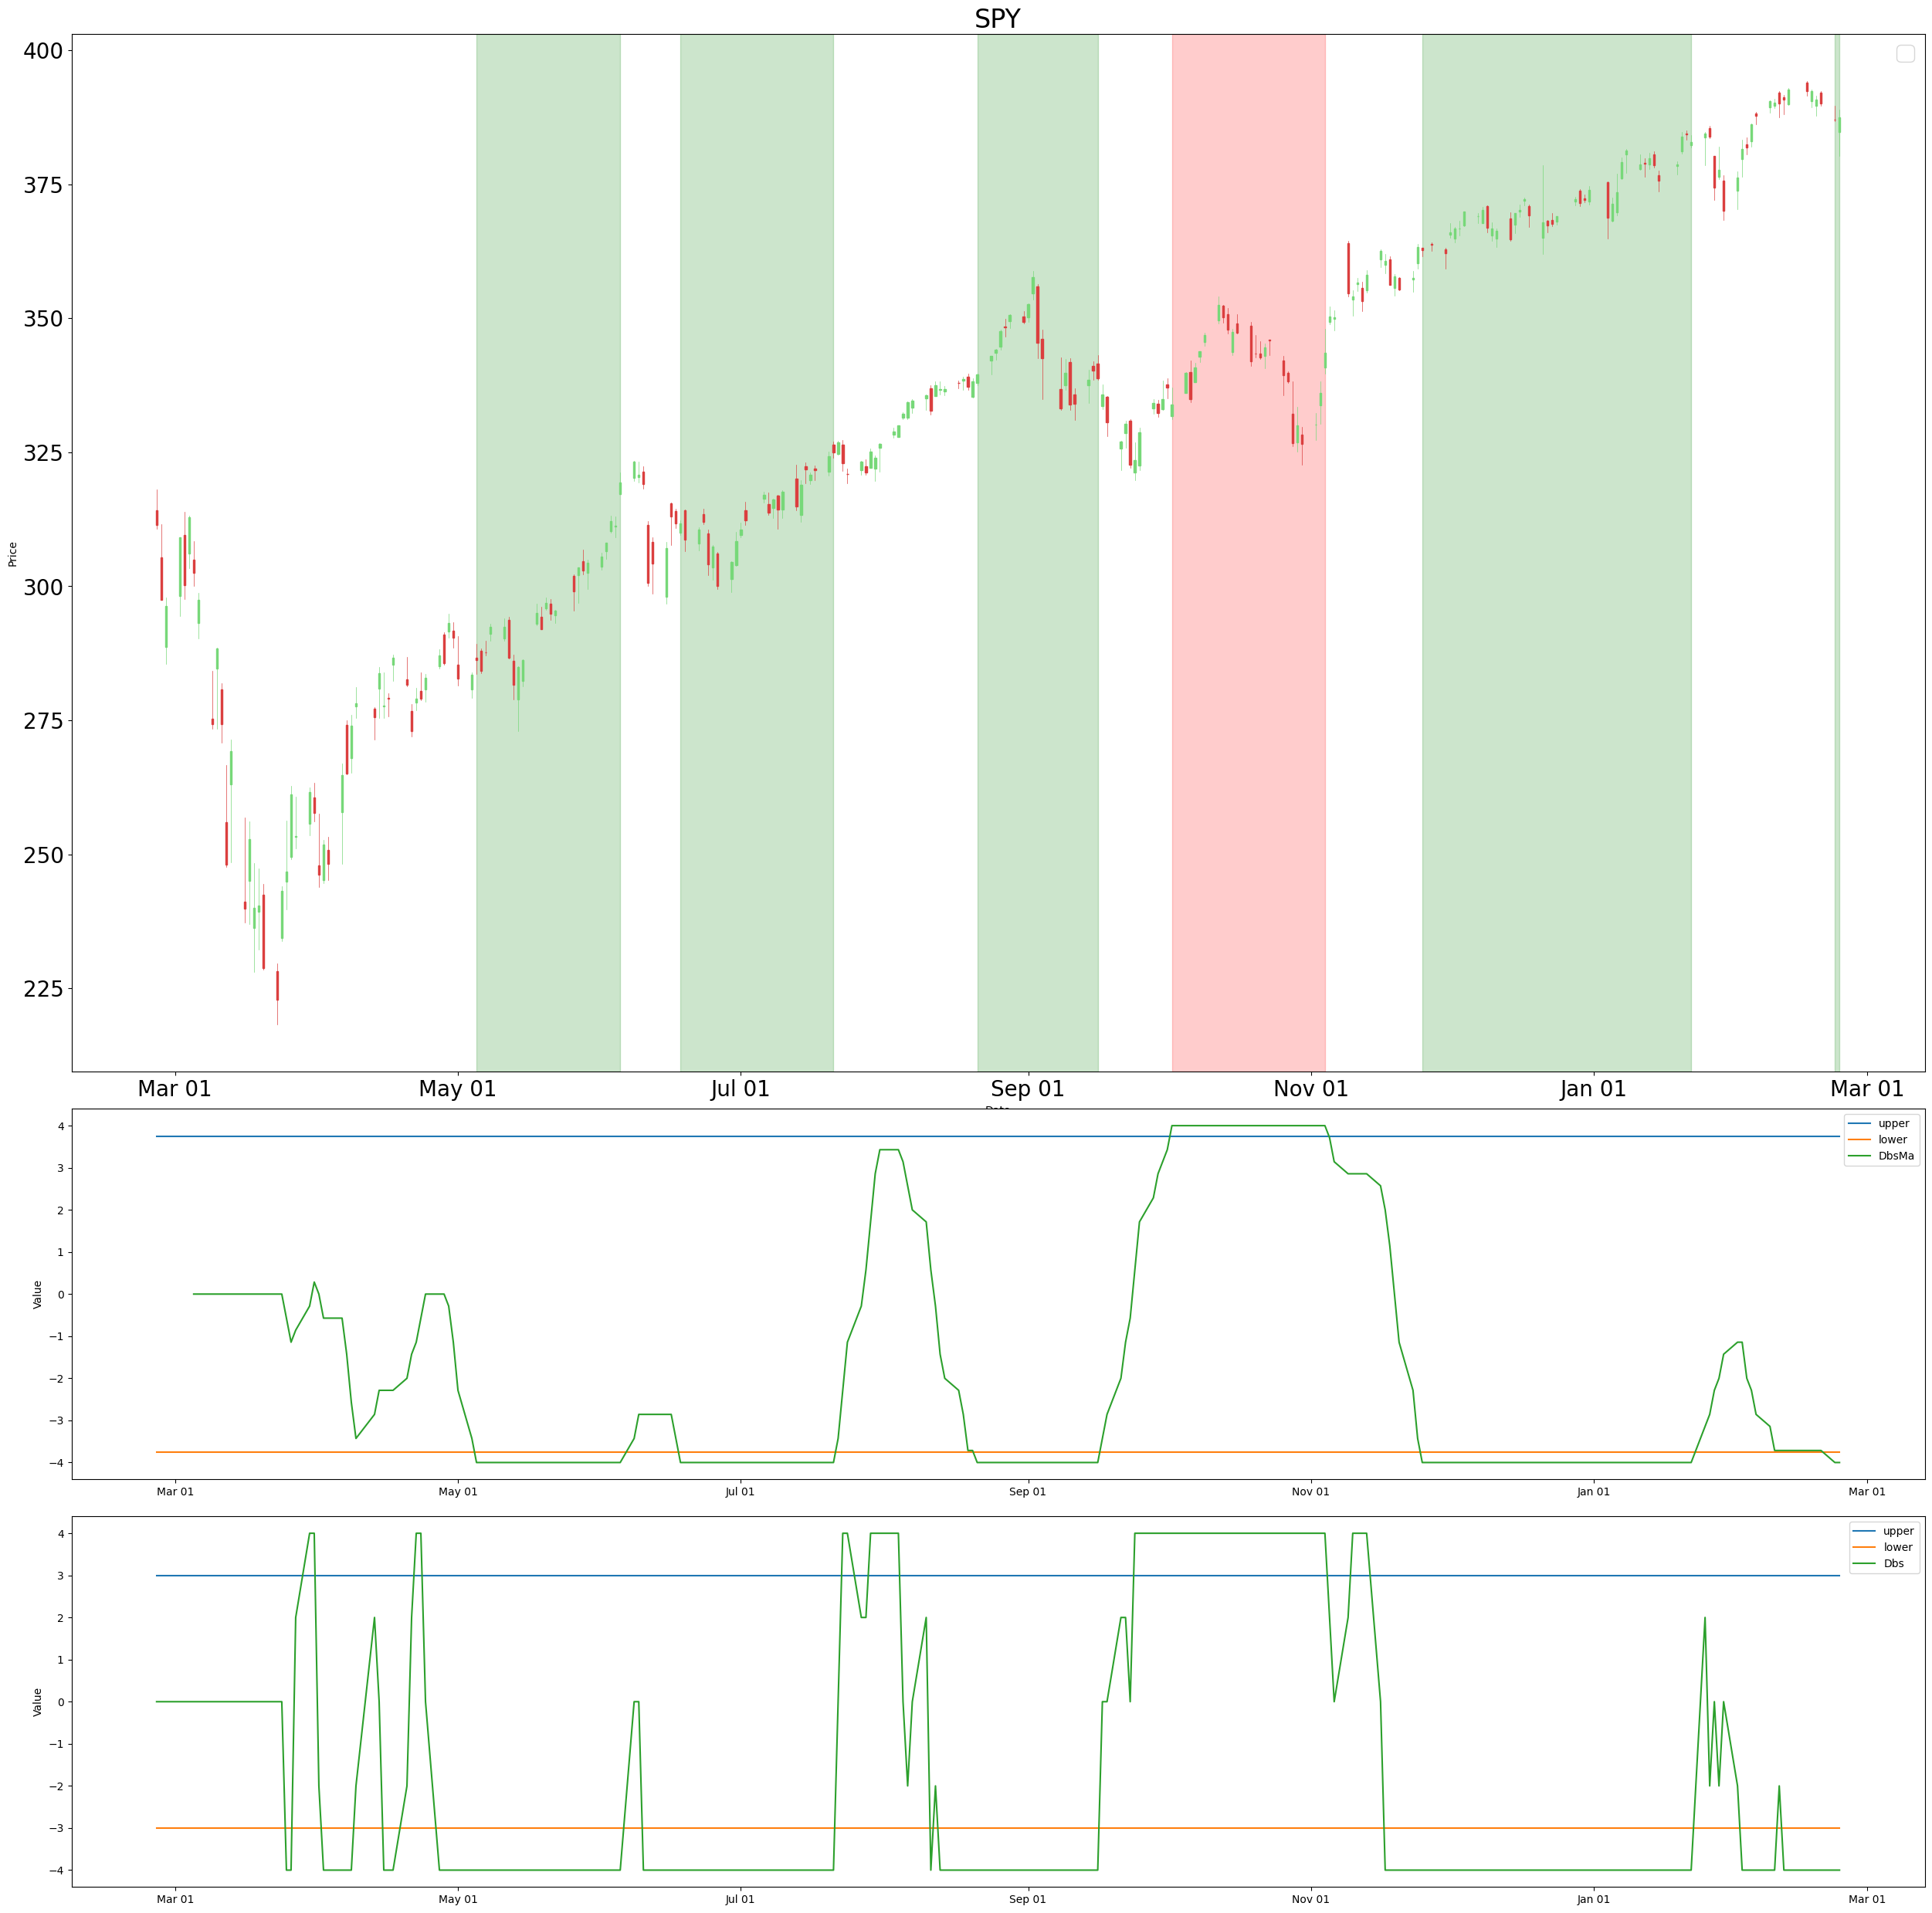 SPY
400
375
350
325
300
275
250
225
Price
Mar 01 May 01 Jul 01 Sep 01 Nov 01 Jan 01 Mar 01
Date
4
3
2
1
0
−1
−2
−3
−4
Value
upper
lower
DbsMa
Mar 01 May 01 Jul 01 Sep 01 Nov 01 Jan 01 Mar 01
4
3
2
1
0
−1
−2
−3
−4
Value
upper
lower
Dbs
Mar 01 May 01 Jul 01 Sep 01 Nov 01 Jan 01 Mar 01